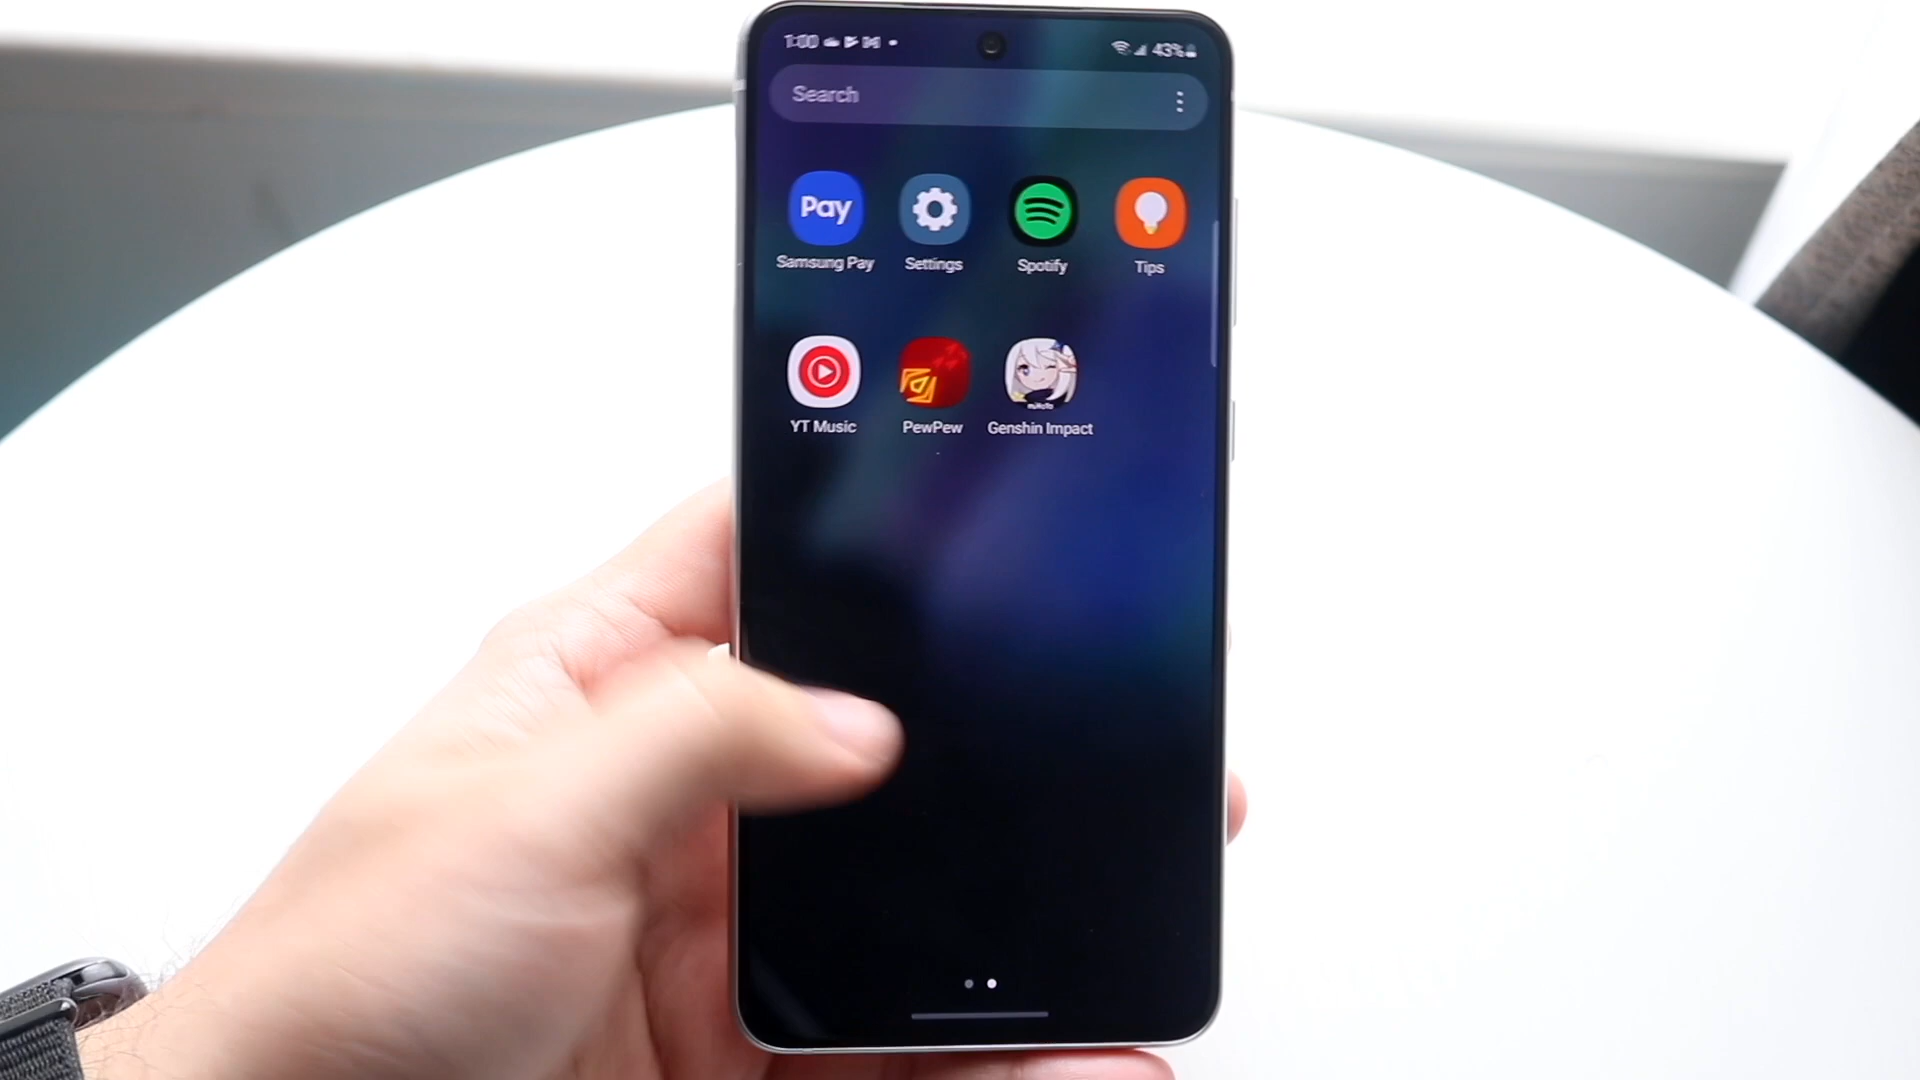 1:00 43%
Search
Pay
Samsung Pay Settings Spotify Tips
YT Music PewPew Genshin Impact